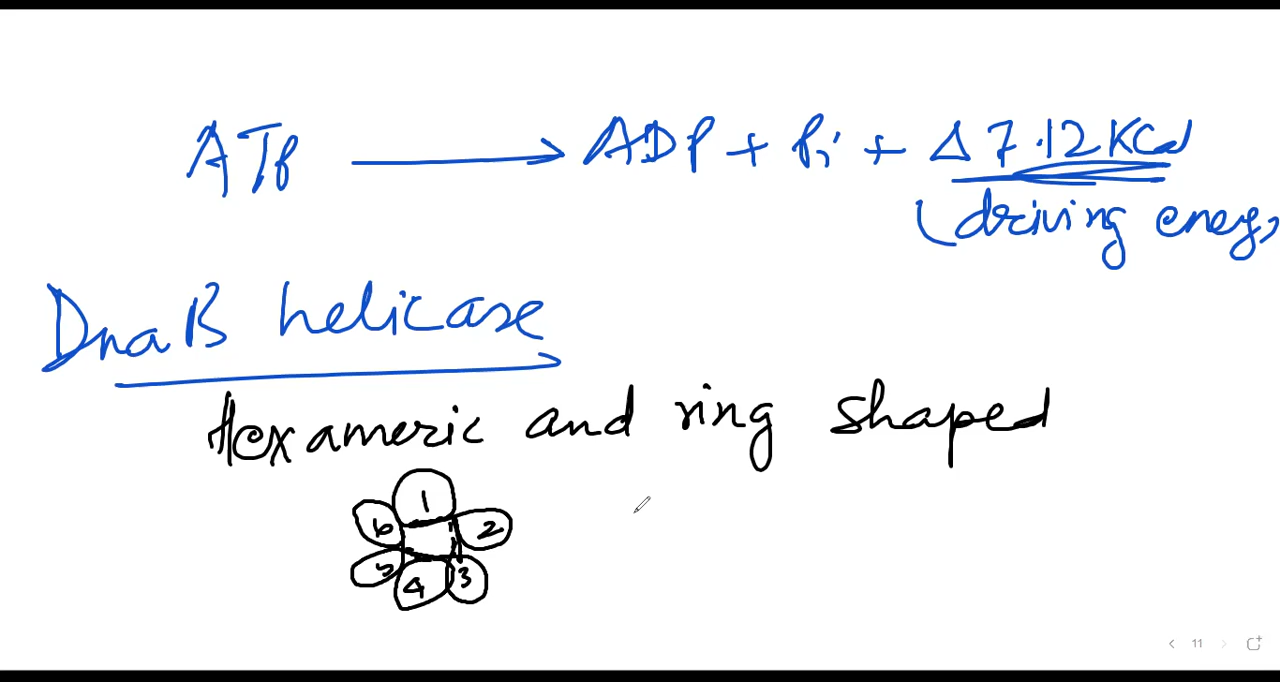 ATP → ADP + Pi + Δ 7.12 KCal
(driving energy
DnaB helicase
Hexameric and ring shaped
1
6 2
5 4 3
11